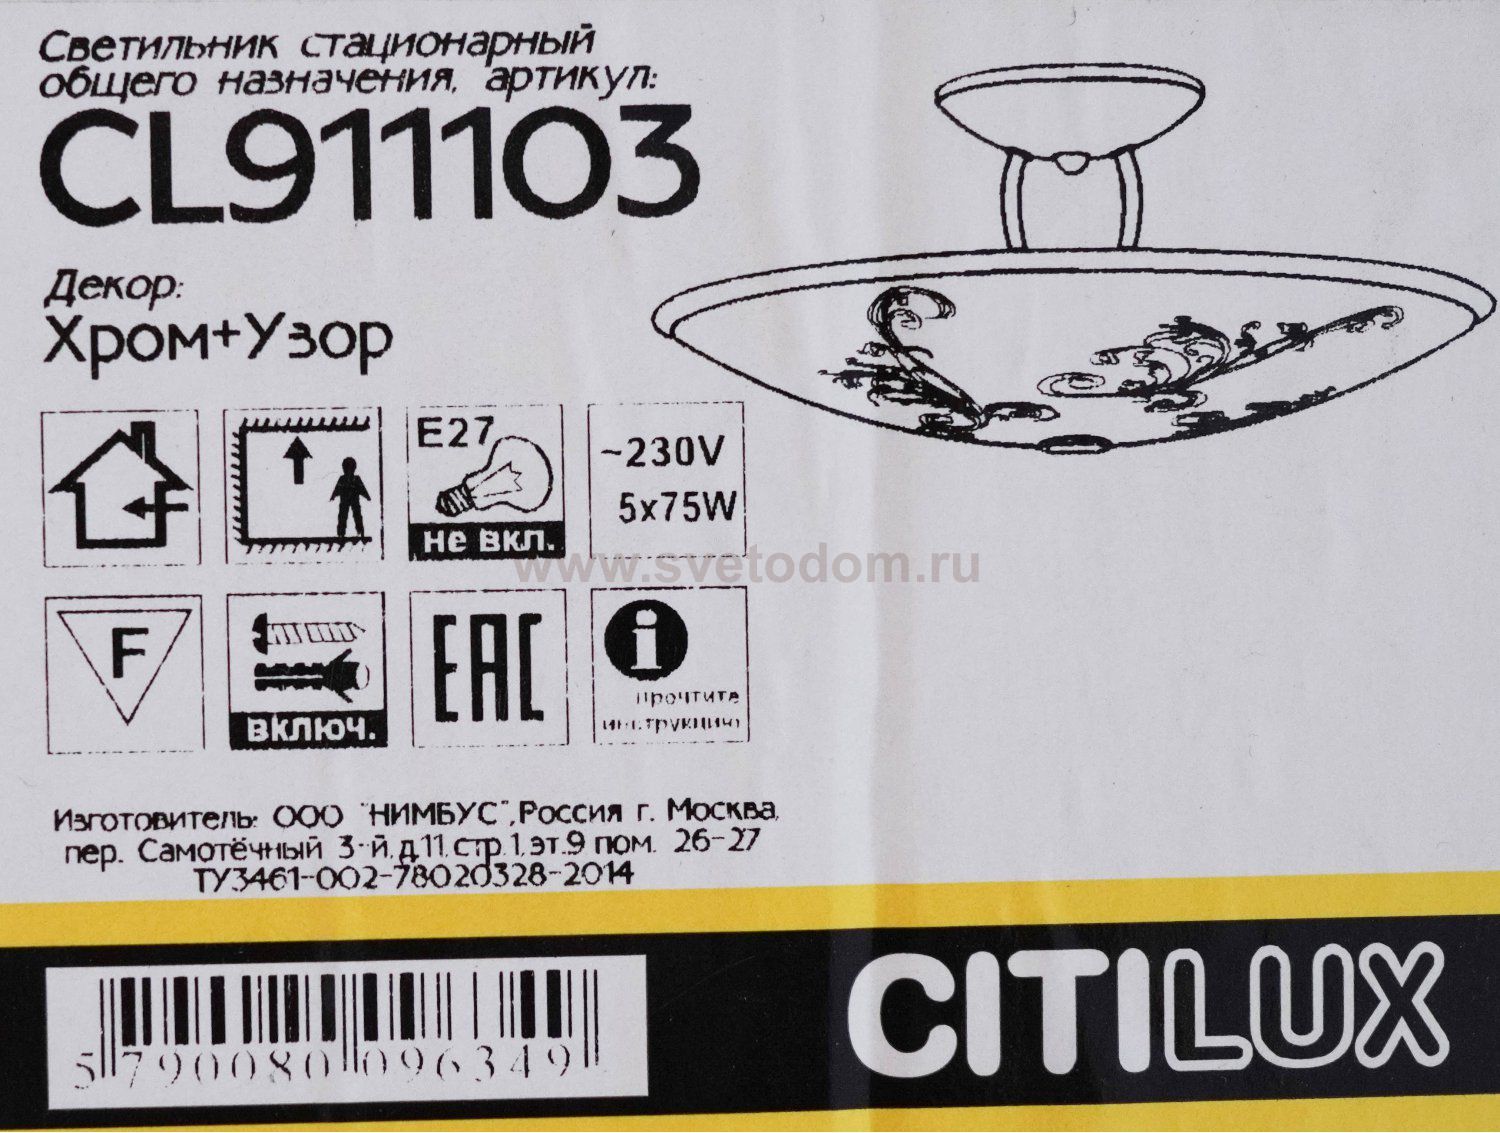 Светильник стационарный
общего назначения, артикул:
CL911103
Декор:
Хром+Узор
E27
не вкл.
~230V
5x75W
www.svetodom.ru
F
включ.
EAC
i
прочтите
инструкцию
Изготовитель: ООО "НИМБУС", Россия г. Москва,
пер. Самотёчный 3-й, д.11, стр.1, эт.9 пом. 26-27
ТУ3461-002-78020328-2014
5 790080 096349
CITILUX